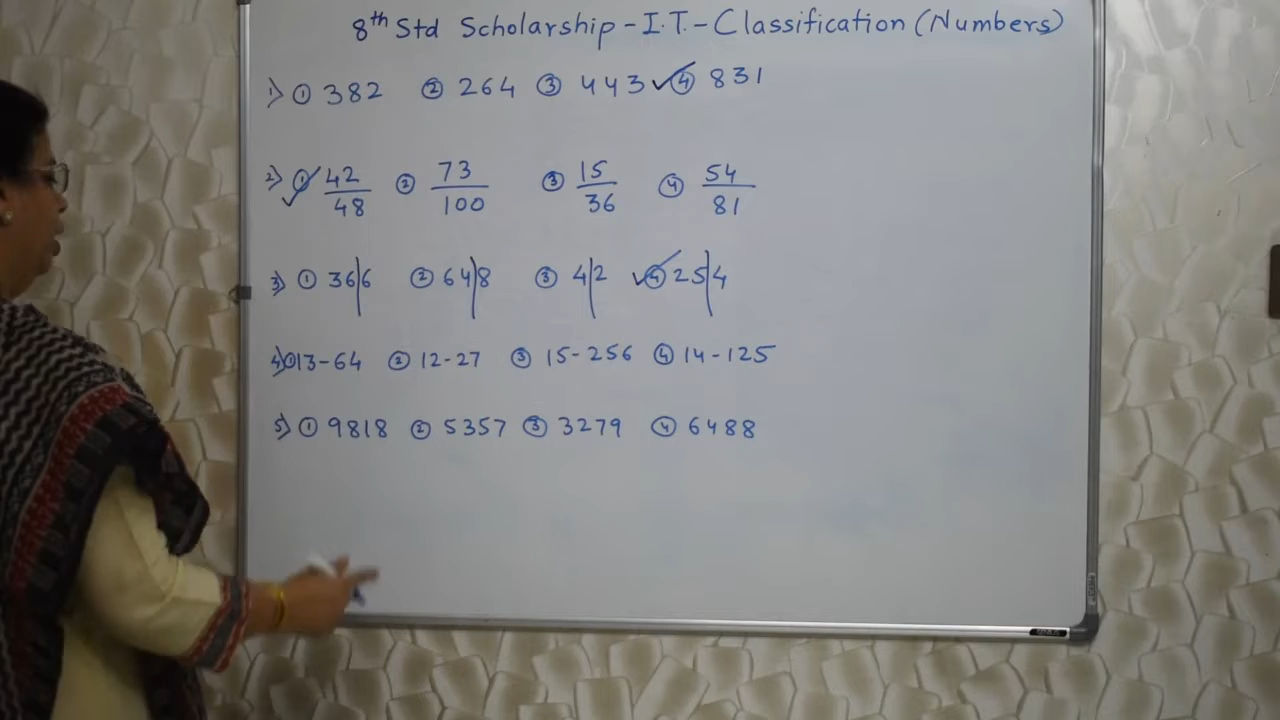 8th Std Scholarship - I.T. - Classification (Numbers)
1) ① 382 ② 264 ③ 443 ④ 831
2) ① 42/48 ② 73/100 ③ 15/36 ④ 54/81
3) ① 36|6 ② 64|8 ③ 4|2 ④ 25|4
4) ① 13-64 ② 12-27 ③ 15-256 ④ 14-125
5) ① 9818 ② 5357 ③ 3279 ④ 6488